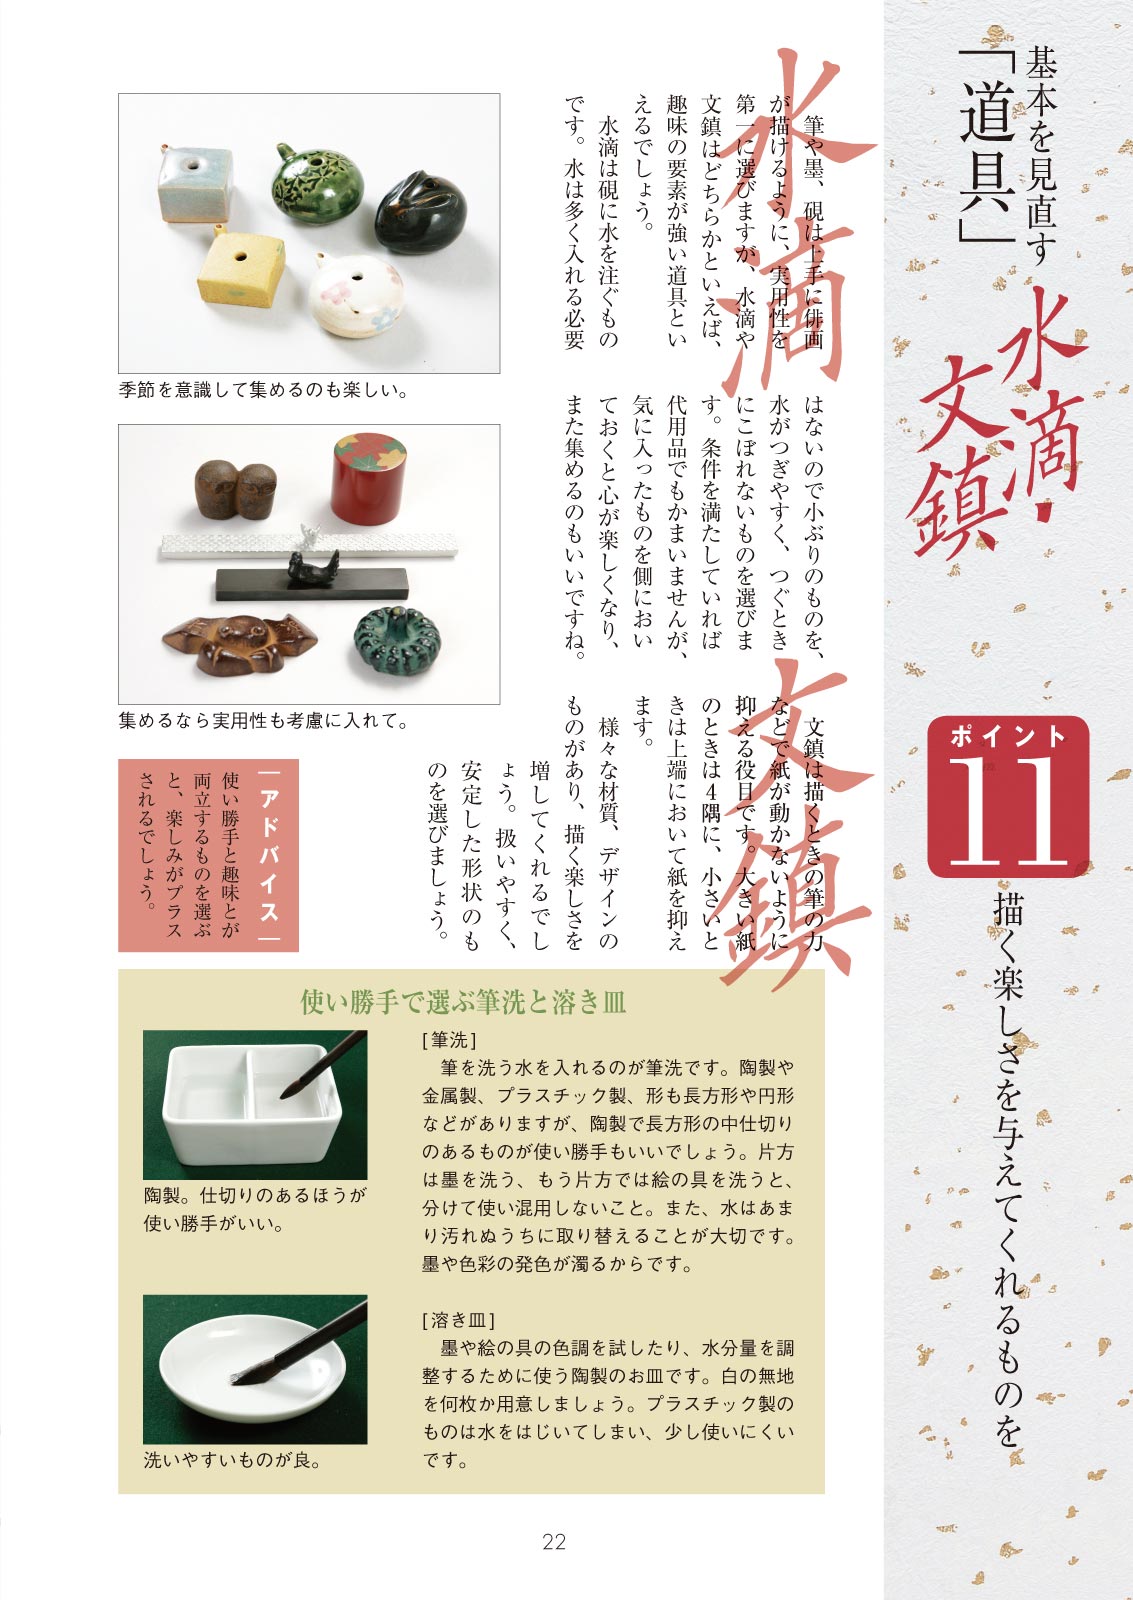 基本を見直す
「道具」
水滴・
文鎮
ポイント
11
描く楽しさを与えてくれるものを
水滴
筆や墨、硯は上手に俳画
が描けるように、実用性を
第一に選びますが、水滴や
文鎮はどちらかといえば、
趣味の要素が強い道具とい
えるでしょう。
水滴は硯に水を注ぐもの
です。水は多く入れる必要
はないので小ぶりのものを、
水がつぎやすく、つぐとき
にこぼれないものを選びま
す。条件を満たしていれば
代用品でもかまいませんが、
気に入ったものを側におい
ておくと心が楽しくなり、
また集めるのもいいですね。
文鎮
文鎮は描くときの筆の力
などで紙が動かないように
抑える役目です。大きい紙
のときは4隅に、小さいと
きは上端において紙を抑え
ます。
様々な材質、デザインの
ものがあり、描く楽しさを
増してくれるでし
ょう。扱いやすく、
安定した形状のも
のを選びましょう。
季節を意識して集めるのも楽しい。
集めるなら実用性も考慮に入れて。
アドバイス
使い勝手と趣味とが
両立するものを選ぶ
と、楽しみがプラス
されるでしょう。
使い勝手で選ぶ筆洗と溶き皿
[筆洗]
筆を洗う水を入れるのが筆洗です。陶製や
金属製、プラスチック製、形も長方形や円形
などがありますが、陶製で長方形の中仕切り
のあるものが使い勝手もいいでしょう。片方
は墨を洗う、もう片方では絵の具を洗うと、
分けて使い混用しないこと。また、水はあま
り汚れぬうちに取り替えることが大切です。
墨や色彩の発色が濁るからです。
陶製。仕切りのあるほうが
使い勝手がいい。
[溶き皿]
墨や絵の具の色調を試したり、水分量を調
整するために使う陶製のお皿です。白の無地
を何枚か用意しましょう。プラスチック製の
ものは水をはじいてしまい、少し使いにくい
です。
洗いやすいものが良。
22